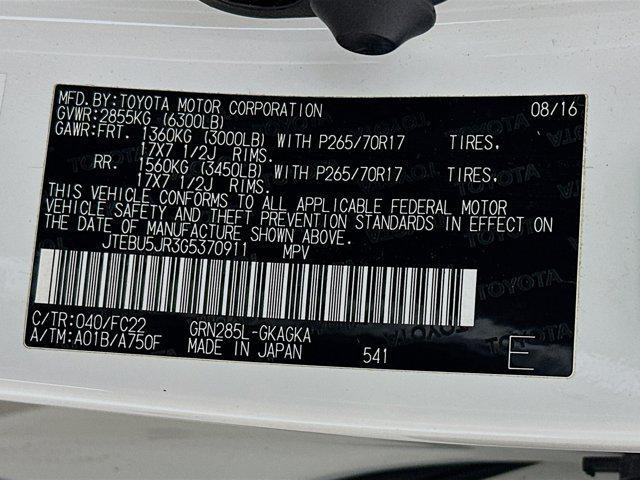 MFD.BY:TOYOTA MOTOR CORPORATION 08/16
GVWR:2855KG (6300LB)
GAWR:FRT. 1360KG (3000LB) WITH P265/70R17 TIRES.
17X7 1/2J RIMS.
RR. 1560KG (3450LB) WITH P265/70R17 TIRES.
17X7 1/2J RIMS.
THIS VEHICLE CONFORMS TO ALL APPLICABLE FEDERAL MOTOR
VEHICLE SAFETY AND THEFT PREVENTION STANDARDS IN EFFECT ON
THE DATE OF MANUFACTURE SHOWN ABOVE.
JTEBU5JR3G5370911 MPV
C/TR:040/FC22 GRN285L-GKAGKA
A/TM:A01B/A750F MADE IN JAPAN 541 E
TOYOTA